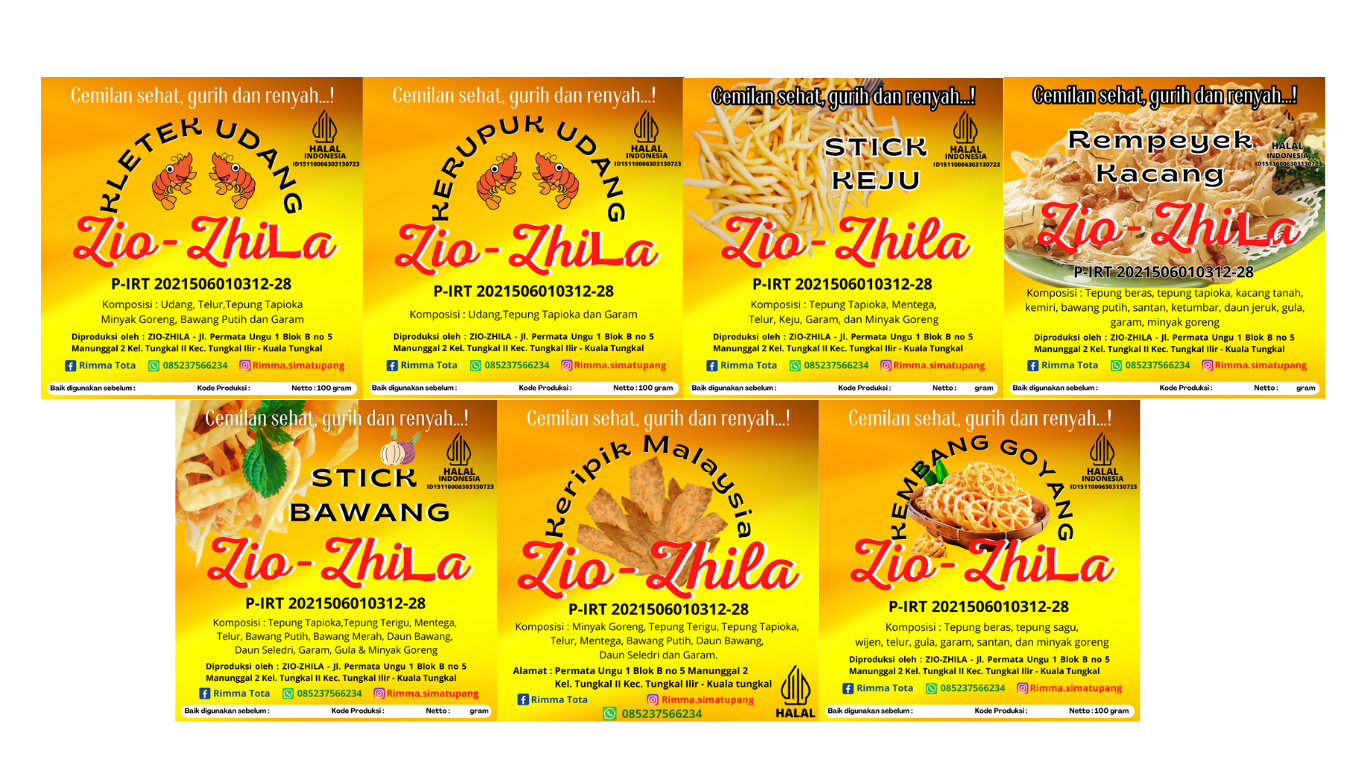 Cemilan sehat, gurih dan renyah...!
KLETEK UDANG
HALAL
INDONESIA
ID15110006303130723
Zio-ZhiLa
P-IRT 2021506010312-28
Komposisi : Udang, Telur,Tepung Tapioka
Minyak Goreng, Bawang Putih dan Garam
Diproduksi oleh : ZIO-ZHILA - Jl. Permata Ungu 1 Blok B no 5
Manunggal 2 Kel. Tungkal II Kec. Tungkal Ilir - Kuala Tungkal
Rimma Tota 085237566234 Rimma.simatupang
Baik digunakan sebelum : Kode Produksi : Netto :100 gram
Cemilan sehat, gurih dan renyah...!
KERUPUK UDANG
HALAL
INDONESIA
ID15110006303130723
Zio-ZhiLa
P-IRT 2021506010312-28
Komposisi : Udang,Tepung Tapioka dan Garam
Diproduksi oleh : ZIO-ZHILA - Jl. Permata Ungu 1 Blok B no 5
Manunggal 2 Kel. Tungkal II Kec. Tungkal Ilir - Kuala Tungkal
Rimma Tota 085237566234 Rimma.simatupang
Baik digunakan sebelum : Kode Produksi : Netto :100 gram
Cemilan sehat, gurih dan renyah...!
STICK
KEJU
HALAL
INDONESIA
ID15110006303130723
Zio-Zhila
P-IRT 2021506010312-28
Komposisi : Tepung Tapioka, Mentega,
Telur, Keju, Garam, dan Minyak Goreng
Diproduksi oleh : ZIO-ZHILA - Jl. Permata Ungu 1 Blok B no 5
Manunggal 2 Kel. Tungkal II Kec. Tungkal Ilir - Kuala Tungkal
Rimma Tota 085237566234 Rimma.simatupang
Baik digunakan sebelum : Kode Produksi : Netto : gram
Cemilan sehat, gurih dan renyah...!
Rempeyek
Kacang
HALAL
INDONESIA
ID15110006303130723
Zio-ZhiLa
P-IRT 2021506010312-28
Komposisi : Tepung beras, tepung tapioka, kacang tanah,
kemiri, bawang putih, santan, ketumbar, daun jeruk, gula,
garam, minyak goreng
Diproduksi oleh : ZIO-ZHILA - Jl. Permata Ungu 1 Blok B no 5
Manunggal 2 Kel. Tungkal II Kec. Tungkal Ilir - Kuala Tungkal
Rimma Tota 085237566234 Rimma.simatupang
Baik digunakan sebelum : Kode Produksi : Netto : gram
Cemilan sehat, gurih dan renyah...!
STICK
BAWANG
HALAL
INDONESIA
ID15110006303130723
Zio-ZhiLa
P-IRT 2021506010312-28
Komposisi : Tepung Tapioka,Tepung Terigu, Mentega,
Telur, Bawang Putih, Bawang Merah, Daun Bawang,
Daun Seledri, Garam, Gula & Minyak Goreng
Diproduksi oleh : ZIO-ZHILA - Jl. Permata Ungu 1 Blok B no 5
Manunggal 2 Kel. Tungkal II Kec. Tungkal Ilir - Kuala Tungkal
Rimma Tota 085237566234 Rimma.simatupang
Baik digunakan sebelum : Kode Produksi : Netto : gram
Cemilan sehat, gurih dan renyah...!
Keripik Malaysia
Zio-Zhila
P-IRT 2021506010312-28
Komposisi : Minyak Goreng, Tepung Terigu, Tepung Tapioka,
Telur, Mentega, Bawang Putih, Daun Bawang,
Daun Seledri dan Garam.
Alamat : Permata Ungu 1 Blok B no 5 Manunggal 2
Kel. Tungkal II Kec. Tungkal Ilir - Kuala tungkal
Rimma Tota Rimma.simatupang
085237566234
HALAL
Cemilan sehat, gurih dan renyah...!
KEMBANG GOYANG
HALAL
INDONESIA
ID15110006303130723
Zio-ZhiLa
P-IRT 2021506010312-28
Komposisi : Tepung beras, tepung sagu,
wijen, telur, gula, garam, santan, dan minyak goreng
Diproduksi oleh : ZIO-ZHILA - Jl. Permata Ungu 1 Blok B no 5
Manunggal 2 Kel. Tungkal II Kec. Tungkal Ilir - Kuala Tungkal
Rimma Tota 085237566234 Rimma.simatupang
Baik digunakan sebelum : Kode Produksi : Netto :100 gram